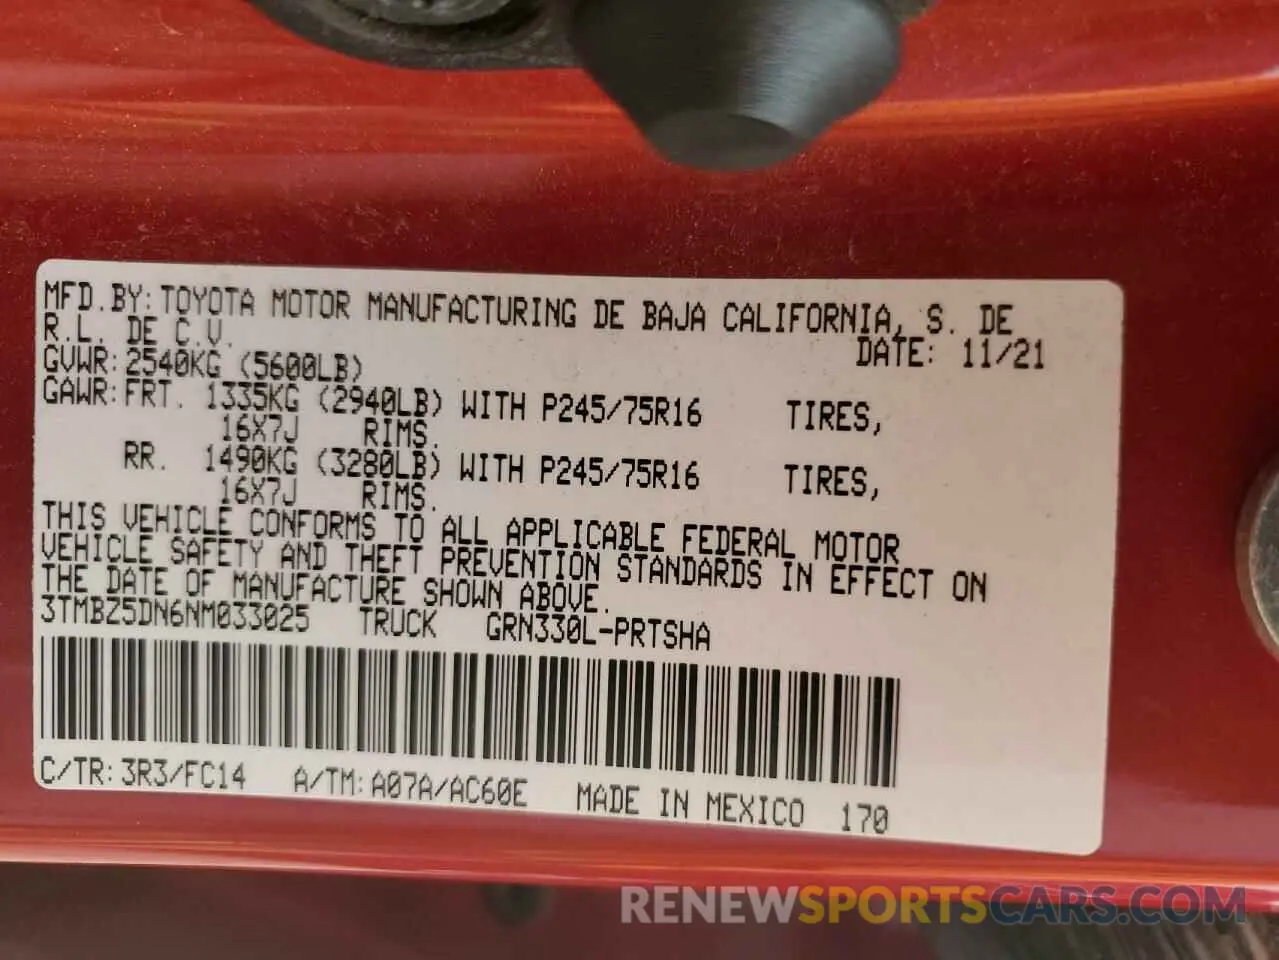 MFD.BY: TOYOTA MOTOR MANUFACTURING DE BAJA CALIFORNIA, S. DE
R.L. DE C.V.
DATE: 11/21
GVWR: 2540KG (5600LB)
GAWR: FRT. 1335KG (2940LB) WITH P245/75R16 TIRES,
16X7J RIMS.
RR. 1490KG (3280LB) WITH P245/75R16 TIRES,
16X7J RIMS.
THIS VEHICLE CONFORMS TO ALL APPLICABLE FEDERAL MOTOR
VEHICLE SAFETY AND THEFT PREVENTION STANDARDS IN EFFECT ON
THE DATE OF MANUFACTURE SHOWN ABOVE.
3TMBZ5DN6NM033025 TRUCK GRN330L-PRTSHA
C/TR: 3R3/FC14 A/TM: A07A/AC60E MADE IN MEXICO 170
RENEWSPORTSCARS.COM